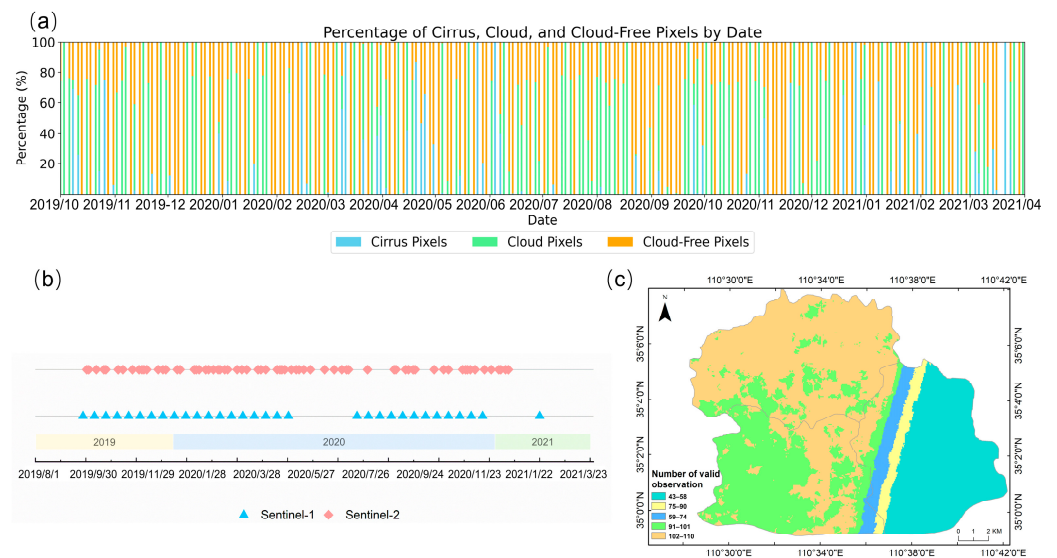 (a)
Percentage of Cirrus, Cloud, and Cloud-Free Pixels by Date
Percentage (%)
100
80
60
40
20
2019/10 2019/11 2019-12 2020/01 2020/02 2020/03 2020/04 2020/05 2020/06 2020/07 2020/08 2020/09 2020/11 2020/12 2021/01 2021/02 2021/03 2021/04
Date
Cirrus Pixels Cloud Pixels Cloud-Free Pixels
(b)
2019 2020 2021
2019/8/1 2019/9/30 2019/11/29 2020/1/28 2020/3/28 2020/5/27 2020/7/26 2020/9/24 2020/11/23 2021/1/22 2021/3/23
Sentinel-1 Sentinel-2
(c)
110°30'0"E 110°34'0"E 110°38'0"E 110°42'0"E
N
35°6'0"N
35°4'0"N
35°2'0"N
35°0'0"N
35°6'0"N
35°4'0"N
35°2'0"N
35°0'0"N
Number of valid
observation
43–58
75–90
59–74
91–101
102–110
0 1 2 KM
110°30'0"E 110°34'0"E 110°38'0"E 110°42'0"E